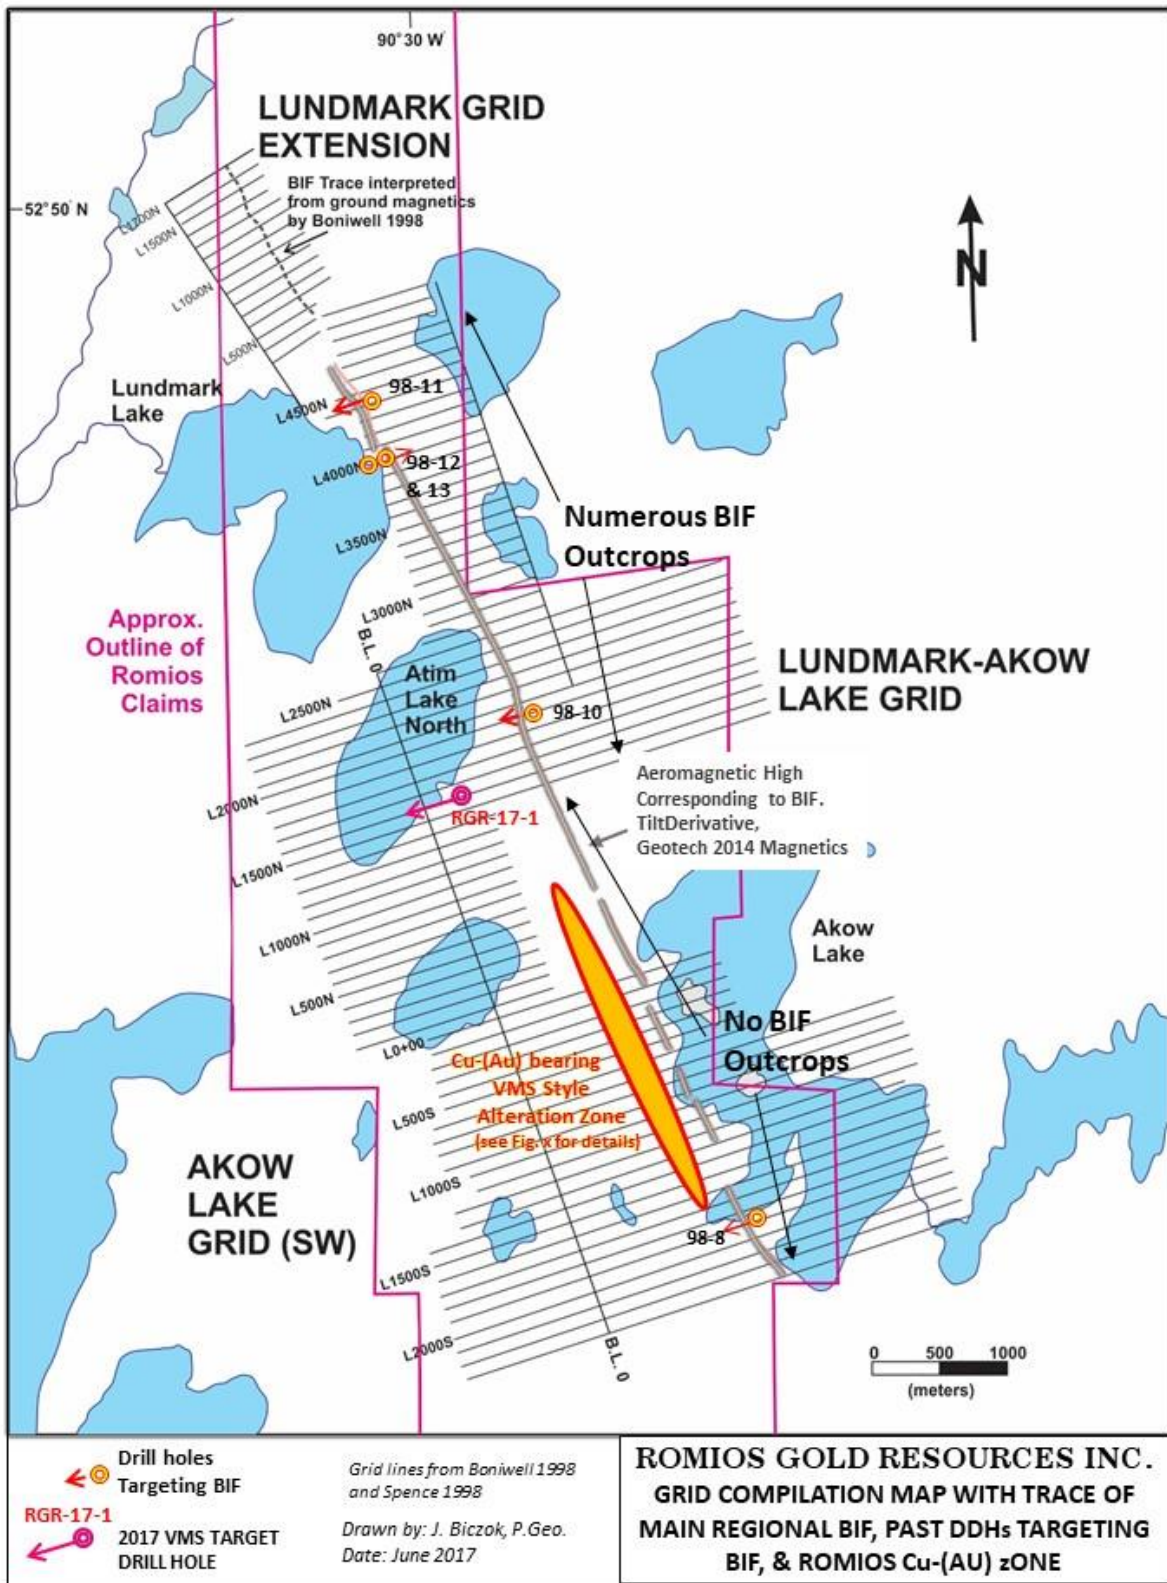 90°30 W
LUNDMARK GRID
EXTENSION
BIF Trace interpreted
from ground magnetics
by Boniwell 1998
52°50' N
L1500N
L1000N
L500N
N
Lundmark
Lake
L4500N
98-11
L4000N
98-12
& 13
L3500N
Numerous BIF
Outcrops
L3000N
Approx.
Outline of
Romios
Claims
B.L. 0
Atim
Lake
North
LUNDMARK-AKOW
LAKE GRID
L2500N
98-10
Aeromagnetic High
Corresponding to BIF.
TiltDerivative,
Geotech 2014 Magnetics
L2000N
RGR-17-1
L1500N
L1000N
Akow
Lake
L500N
No BIF
Outcrops
L0+00
Cu-(Au) bearing
VMS Style
Alteration Zone
(see Fig. x for details)
L500S
AKOW
LAKE
GRID (SW)
L1000S
98-8
L1500S
L2000S
B.L. 0
0 500 1000
(meters)
Drill holes
Targeting BIF
RGR-17-1
2017 VMS TARGET
DRILL HOLE
Grid lines from Boniwell 1998
and Spence 1998
Drawn by: J. Biczok, P.Geo.
Date: June 2017
ROMIOS GOLD RESOURCES INC.
GRID COMPILATION MAP WITH TRACE OF
MAIN REGIONAL BIF, PAST DDHs TARGETING
BIF, & ROMIOS Cu-(AU) zONE